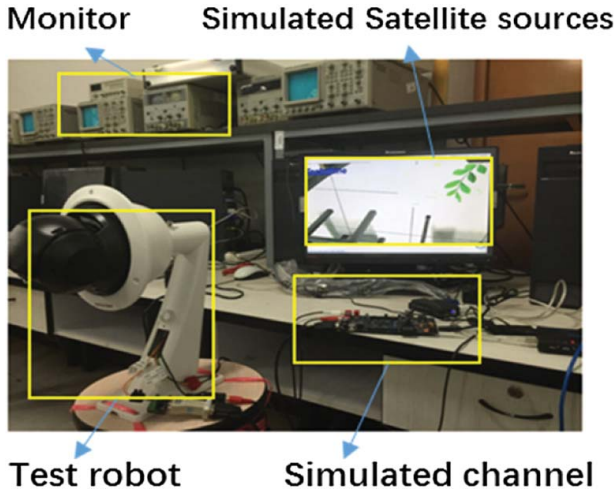 Monitor
Simulated Satellite sources
Test robot
Simulated channel